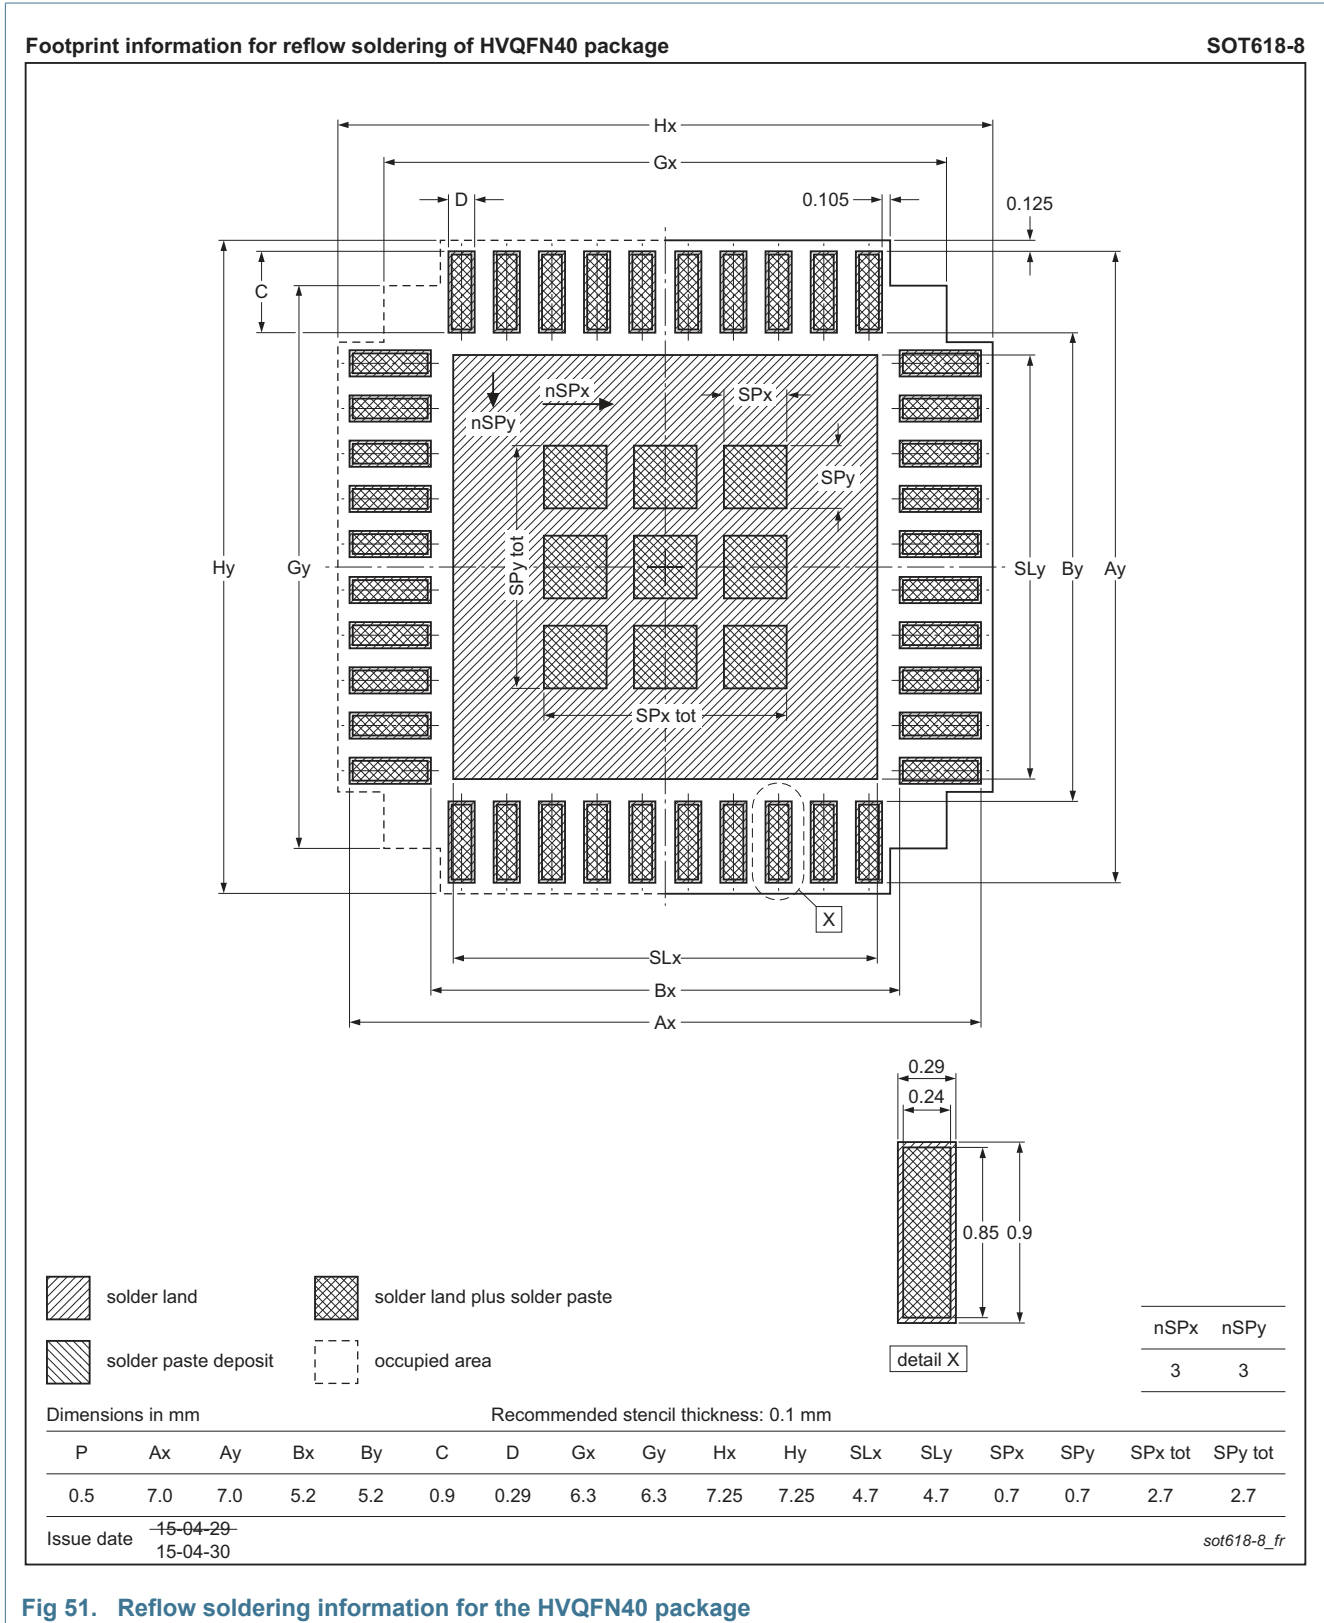 Footprint information for reflow soldering of HVQFN40 package SOT618-8
Hx
Gx
D 0.105 0.125
C
nSPx SPx
nSPy
SPy
SPy tot
Hy Gy SLy By Ay
SPx tot
X
SLx
Bx
Ax
0.29
0.24
0.85 0.9
solder land solder land plus solder paste
nSPx nSPy
solder paste deposit occupied area detail X
3 3
Dimensions in mm Recommended stencil thickness: 0.1 mm
P Ax Ay Bx By C D Gx Gy Hx Hy SLx SLy SPx SPy SPx tot SPy tot
0.5 7.0 7.0 5.2 5.2 0.9 0.29 6.3 6.3 7.25 7.25 4.7 4.7 0.7 0.7 2.7 2.7
Issue date 15-04-29
15-04-30 sot618-8_fr
Fig 51. Reflow soldering information for the HVQFN40 package